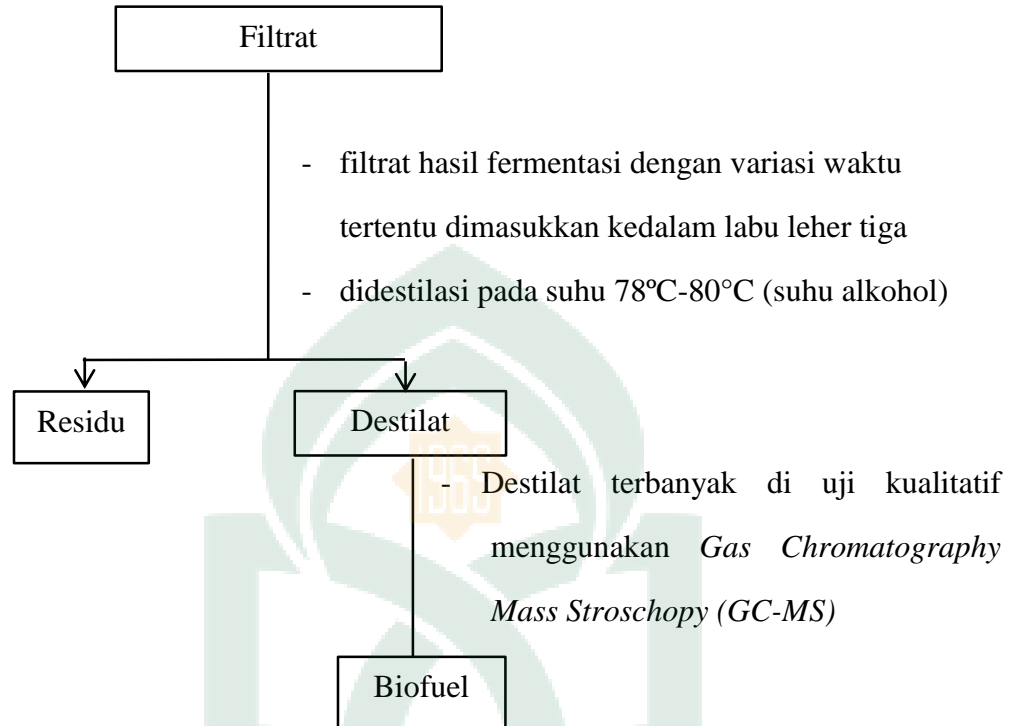 Filtrat
- filtrat hasil fermentasi dengan variasi waktu
tertentu dimasukkan kedalam labu leher tiga
- didestilasi pada suhu 78ºC-80°C (suhu alkohol)
Residu
Destilat
1965
- Destilat terbanyak di uji kualitatif
menggunakan Gas Chromatography
Mass Stroschopy (GC-MS)
Biofuel